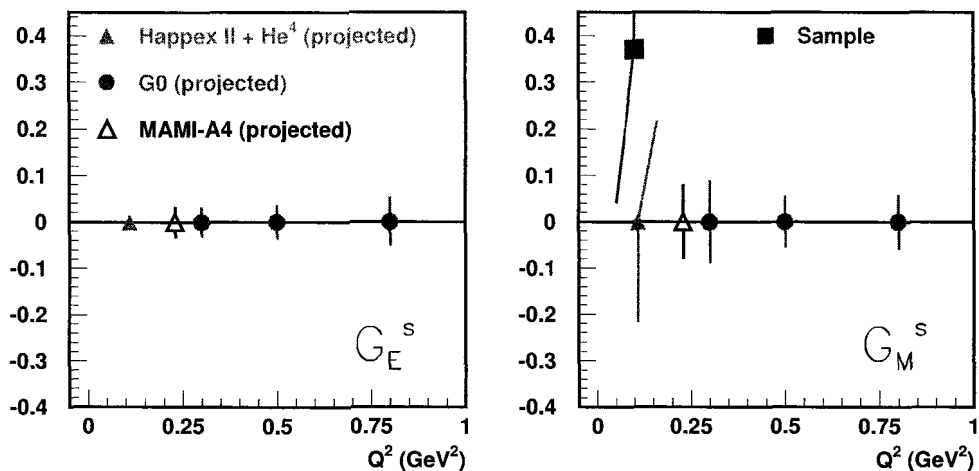 0.4
0.3
0.2
0.1
0
-0.1
-0.2
-0.3
-0.4
Happex II + He⁴ (projected)
G0 (projected)
MAMI-A4 (projected)
G_E^s
0 0.25 0.5 0.75 1
Q² (GeV²)
0.4
0.3
0.2
0.1
0
-0.1
-0.2
-0.3
-0.4
Sample
G_M^s
0 0.25 0.5 0.75 1
Q² (GeV²)